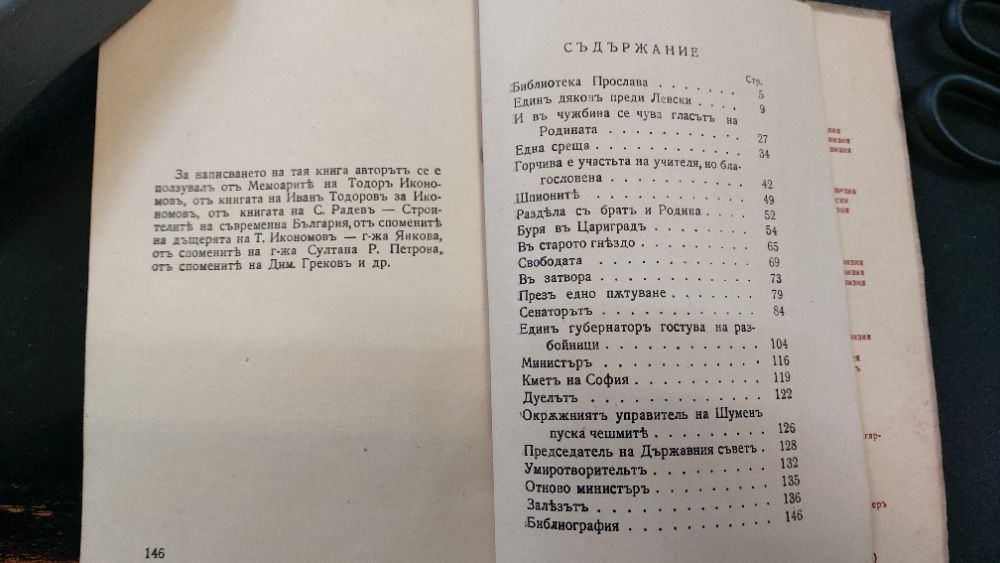 За написването на тая книга авторътъ се е
ползувалъ отъ Мемоаритѣ на Тодоръ Иконо-
мовъ, отъ книгата на Иванъ Тодоровъ за Ико-
номовъ, отъ книгата на С. Радевъ — Строи-
телитѣ на съвременна България, отъ споменитѣ
на дъщерята на Т. Икономовъ — г-жа Янкова,
отъ споменитѣ на г-жа Султана Р. Петрова,
отъ споменитѣ на Дим. Грековъ и др.
146
СЪДЪРЖАНИЕ
Стр.
Библиотека Прослава . . . . . . . 5
Единъ дяконъ преди Левски . . . . 9
И въ чужбина се чува гласътъ на
Родината . . . . . . . . . . 27
Една среща . . . . . . . . . . . 34
Горчива е участьта на учителя, но бла-
гословена . . . . . . . . . . 42
Шпионитѣ . . . . . . . . . . . 49
Раздѣла съ братъ и Родина . . . . 52
Буря въ Цариградъ . . . . . . . . 54
Въ старото гнѣздо . . . . . . . . 65
Свободата . . . . . . . . . . . 69
Въ затвора . . . . . . . . . . . 73
Презъ едно пѫтуване . . . . . . . 79
Сенаторътъ . . . . . . . . . . . 84
Единъ губернаторъ гостува на раз-
бойници . . . . . . . . . . . 104
Министъръ . . . . . . . . . . . 116
Кметъ на София . . . . . . . . . 119
Дуелътъ . . . . . . . . . . . . 122
Окрѫжниятъ управитель на Шуменъ
пуска чешмитѣ . . . . . . . . 126
Председатель на Държавния съветъ . 128
Умиротворительтъ . . . . . . . . 132
Отново министъръ . . . . . . . . 135
Залѣзътъ . . . . . . . . . . . . 136
Библиография . . . . . . . . . . 146